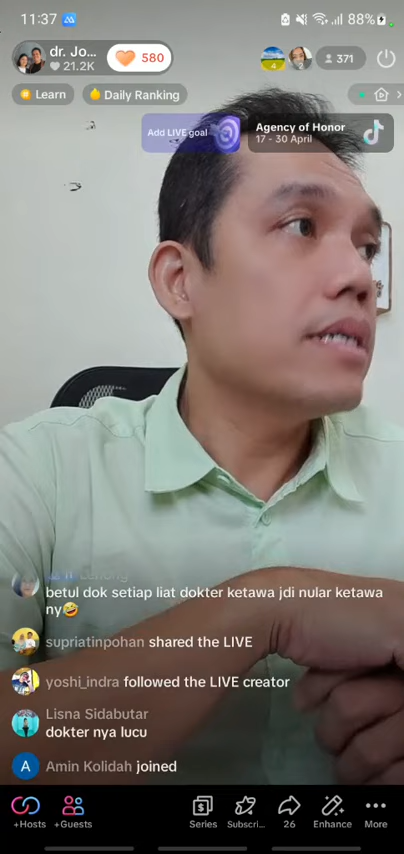 11:37
88%
dr. Jo...
21.2K
580
4
2
371
Learn
Daily Ranking
Add LIVE goal
Agency of Honor
17 - 30 April
betul dok setiap liat dokter ketawa jdi nular ketawa
ny🤣
supriatinpohan shared the LIVE
yoshi_indra followed the LIVE creator
Lisna Sidabutar
dokter nya lucu
A
Amin Kolidah joined
+Hosts
+Guests
Series
Subscri...
26
Enhance
More